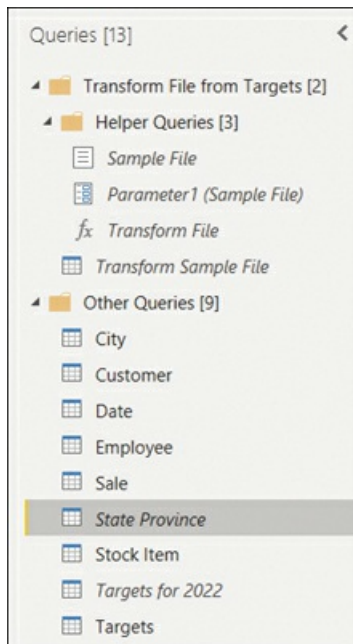 Queries [13]
Transform File from Targets [2]
Helper Queries [3]
Sample File
Parameter1 (Sample File)
fx Transform File
Transform Sample File
Other Queries [9]
City
Customer
Date
Employee
Sale
State Province
Stock Item
Targets for 2022
Targets